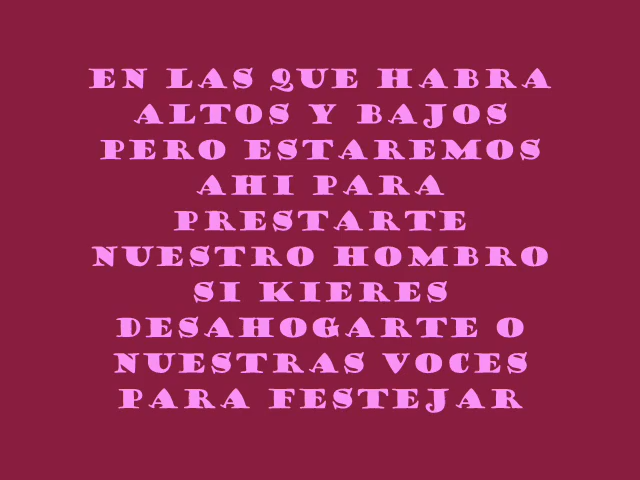 EN LAS QUE HABRA
ALTOS Y BAJOS
PERO ESTAREMOS
AHI PARA
PRESTARTE
NUESTRO HOMBRO
SI KIERES
DESAHOGARTE O
NUESTRAS VOCES
PARA FESTEJAR